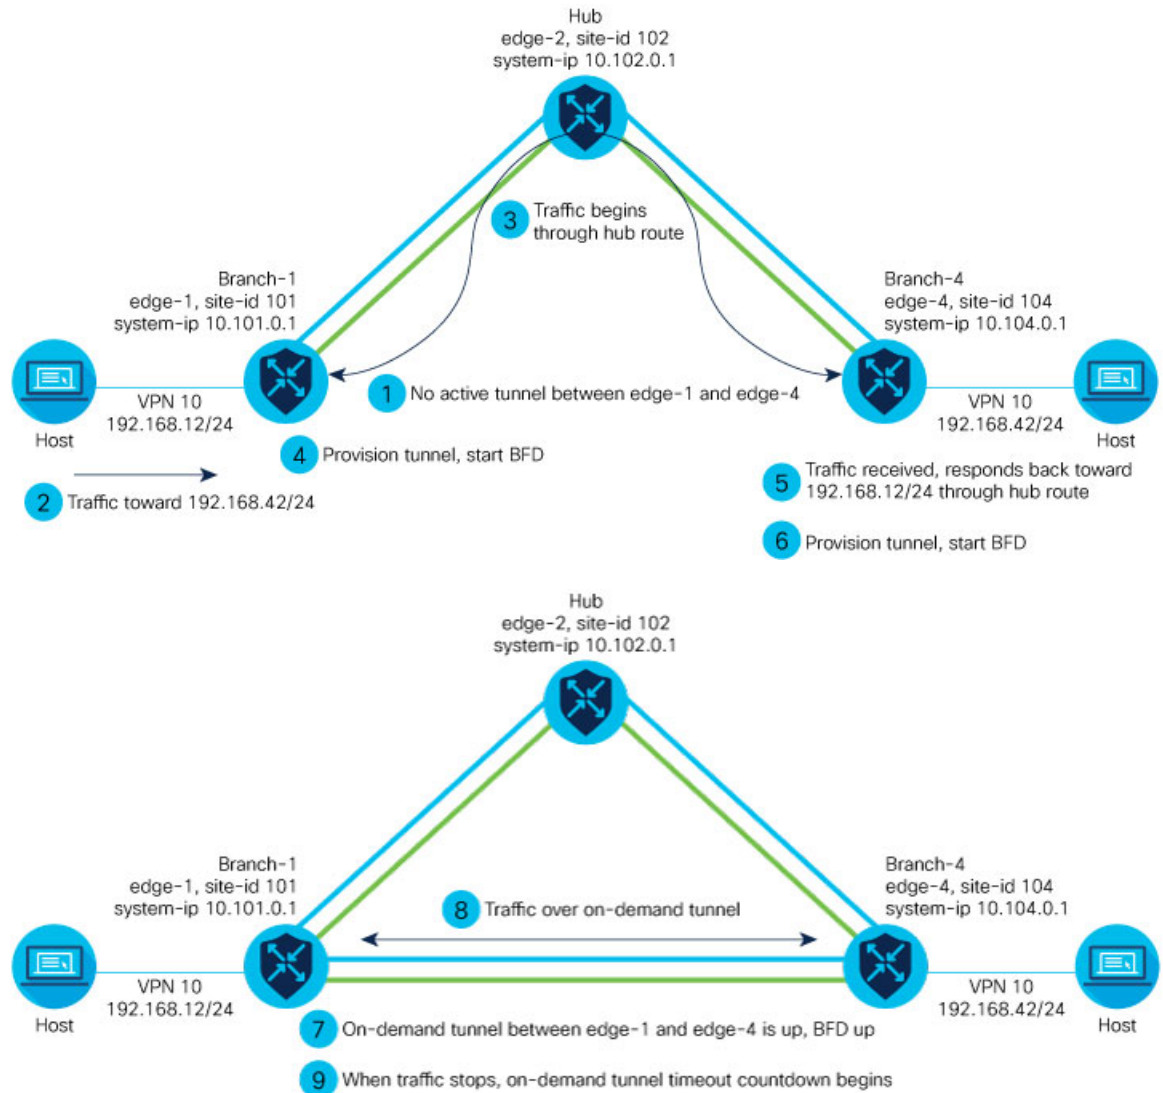 Hub
edge-2, site-id 102
system-ip 10.102.0.1
3 Traffic begins
through hub route
Branch-1
edge-1, site-id 101
system-ip 10.101.0.1
Branch-4
edge-4, site-id 104
system-ip 10.104.0.1
VPN 10
192.168.12/24
Host
1 No active tunnel between edge-1 and edge-4
VPN 10
192.168.42/24
Host
4 Provision tunnel, start BFD
2 Traffic toward 192.168.42/24
5 Traffic received, responds back toward
192.168.12/24 through hub route
6 Provision tunnel, start BFD
Hub
edge-2, site-id 102
system-ip 10.102.0.1
Branch-1
edge-1, site-id 101
system-ip 10.101.0.1
Branch-4
edge-4, site-id 104
system-ip 10.104.0.1
8 Traffic over on-demand tunnel
VPN 10
192.168.12/24
Host
VPN 10
192.168.42/24
Host
7 On-demand tunnel between edge-1 and edge-4 is up, BFD up
9 When traffic stops, on-demand tunnel timeout countdown begins